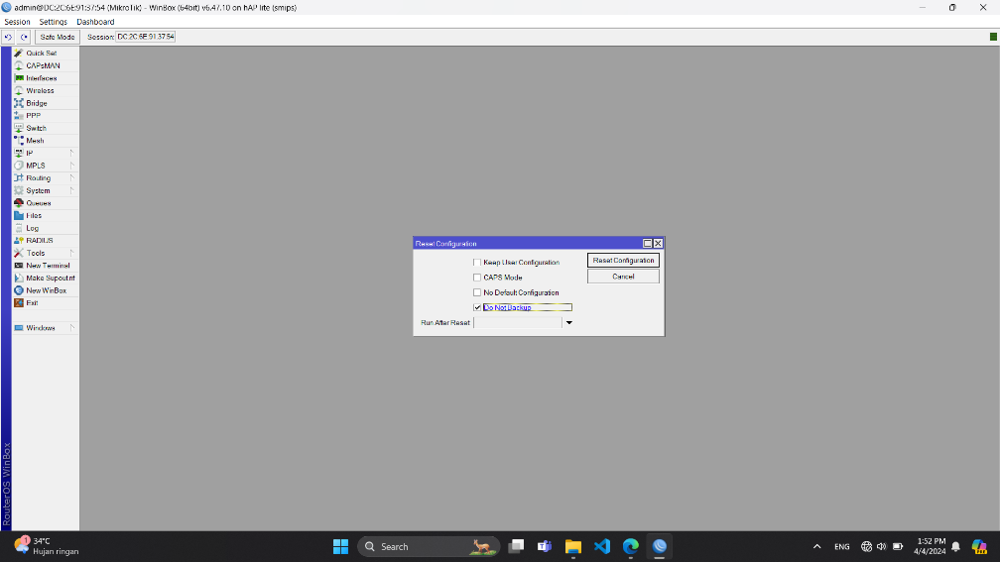 admin@DC:2C:6E:91:37:54 (MikroTik) - WinBox (64bit) v6.47.10 on hAP lite (smips)
Session Settings Dashboard
Safe Mode Session: DC:2C:6E:91:37:54
Quick Set
CAPsMAN
Interfaces
Wireless
Bridge
PPP
Switch
Mesh
IP
MPLS
Routing
System
Queues
Files
Log
RADIUS
Tools
New Terminal
Make Supout.rif
New WinBox
Exit
Windows
RouterOS WinBox
Reset Configuration
Keep User Configuration
CAPS Mode
No Default Configuration
Do Not Backup
Run After Reset
Reset Configuration
Cancel
1
34°C
Hujan ringan
Search
ENG
1:52 PM
4/4/2024
PRE